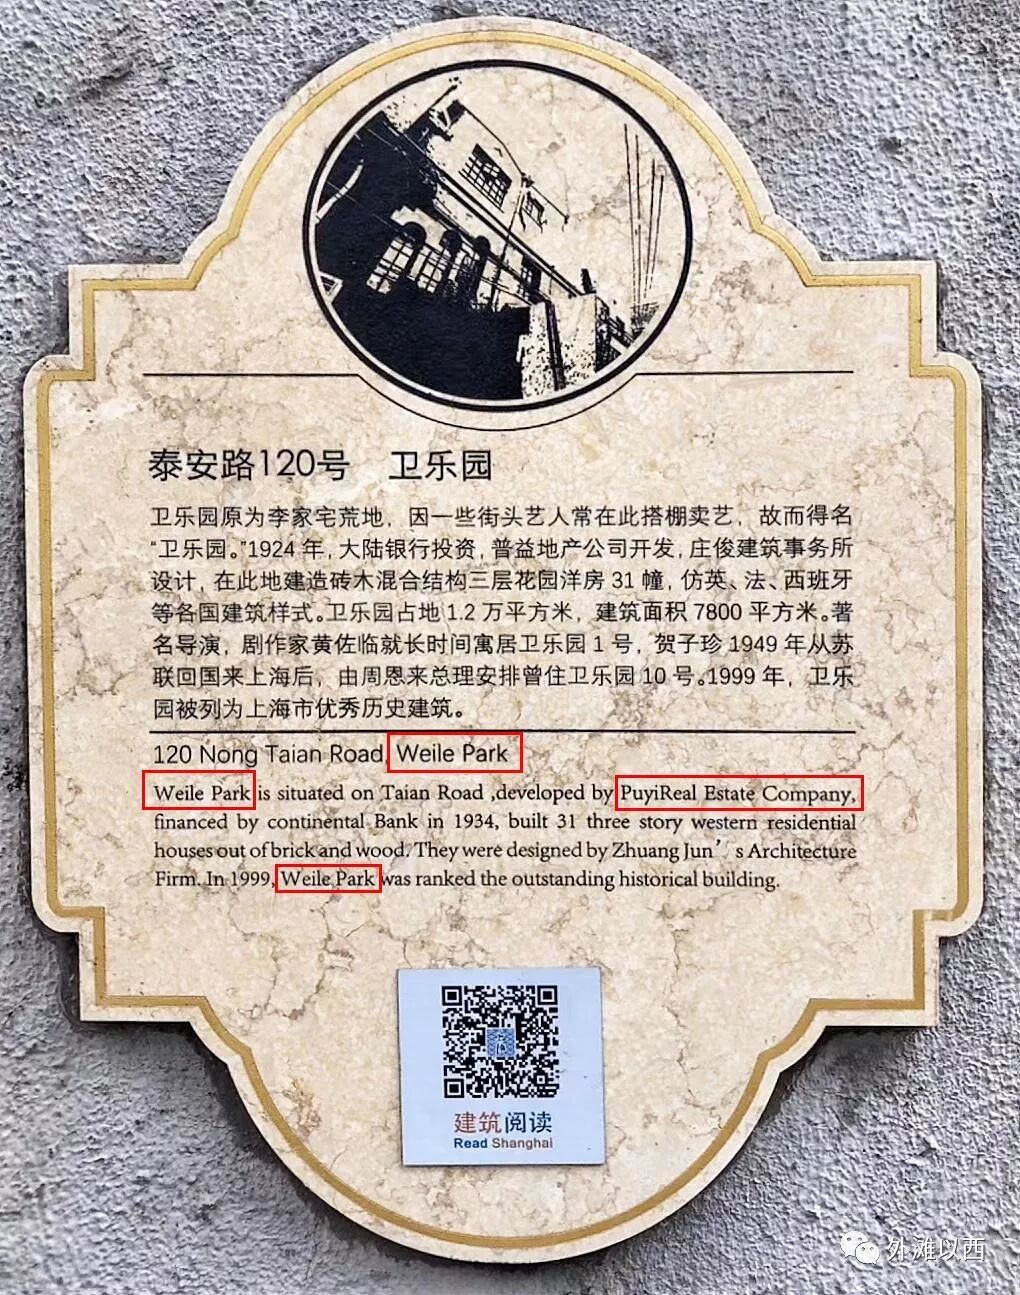 泰安路120号　卫乐园
卫乐园原为李家宅荒地，因一些街头艺人常在此搭棚卖艺，故而得名
“卫乐园。”1924 年，大陆银行投资，普益地产公司开发，庄俊建筑事务所
设计，在此地建造砖木混合结构三层花园洋房 31 幢，仿英、法、西班牙
等各国建筑样式。卫乐园占地 1.2 万平方米，建筑面积 7800 平方米。著
名导演，剧作家黄佐临就长时间寓居卫乐园 1 号，贺子珍 1949 年从苏
联回国来上海后，由周恩来总理安排曾住卫乐园 10 号。1999 年，卫乐
园被列为上海市优秀历史建筑。
120 Nong Taian Road, Weile Park
Weile Park is situated on Taian Road ,developed by PuyiReal Estate Company,
financed by continental Bank in 1934, built 31 three story western residential
houses out of brick and wood. They were designed by Zhuang Jun’ s Architecture
Firm. In 1999, Weile Park was ranked the outstanding historical building.
建筑阅读
Read Shanghai
外滩以西